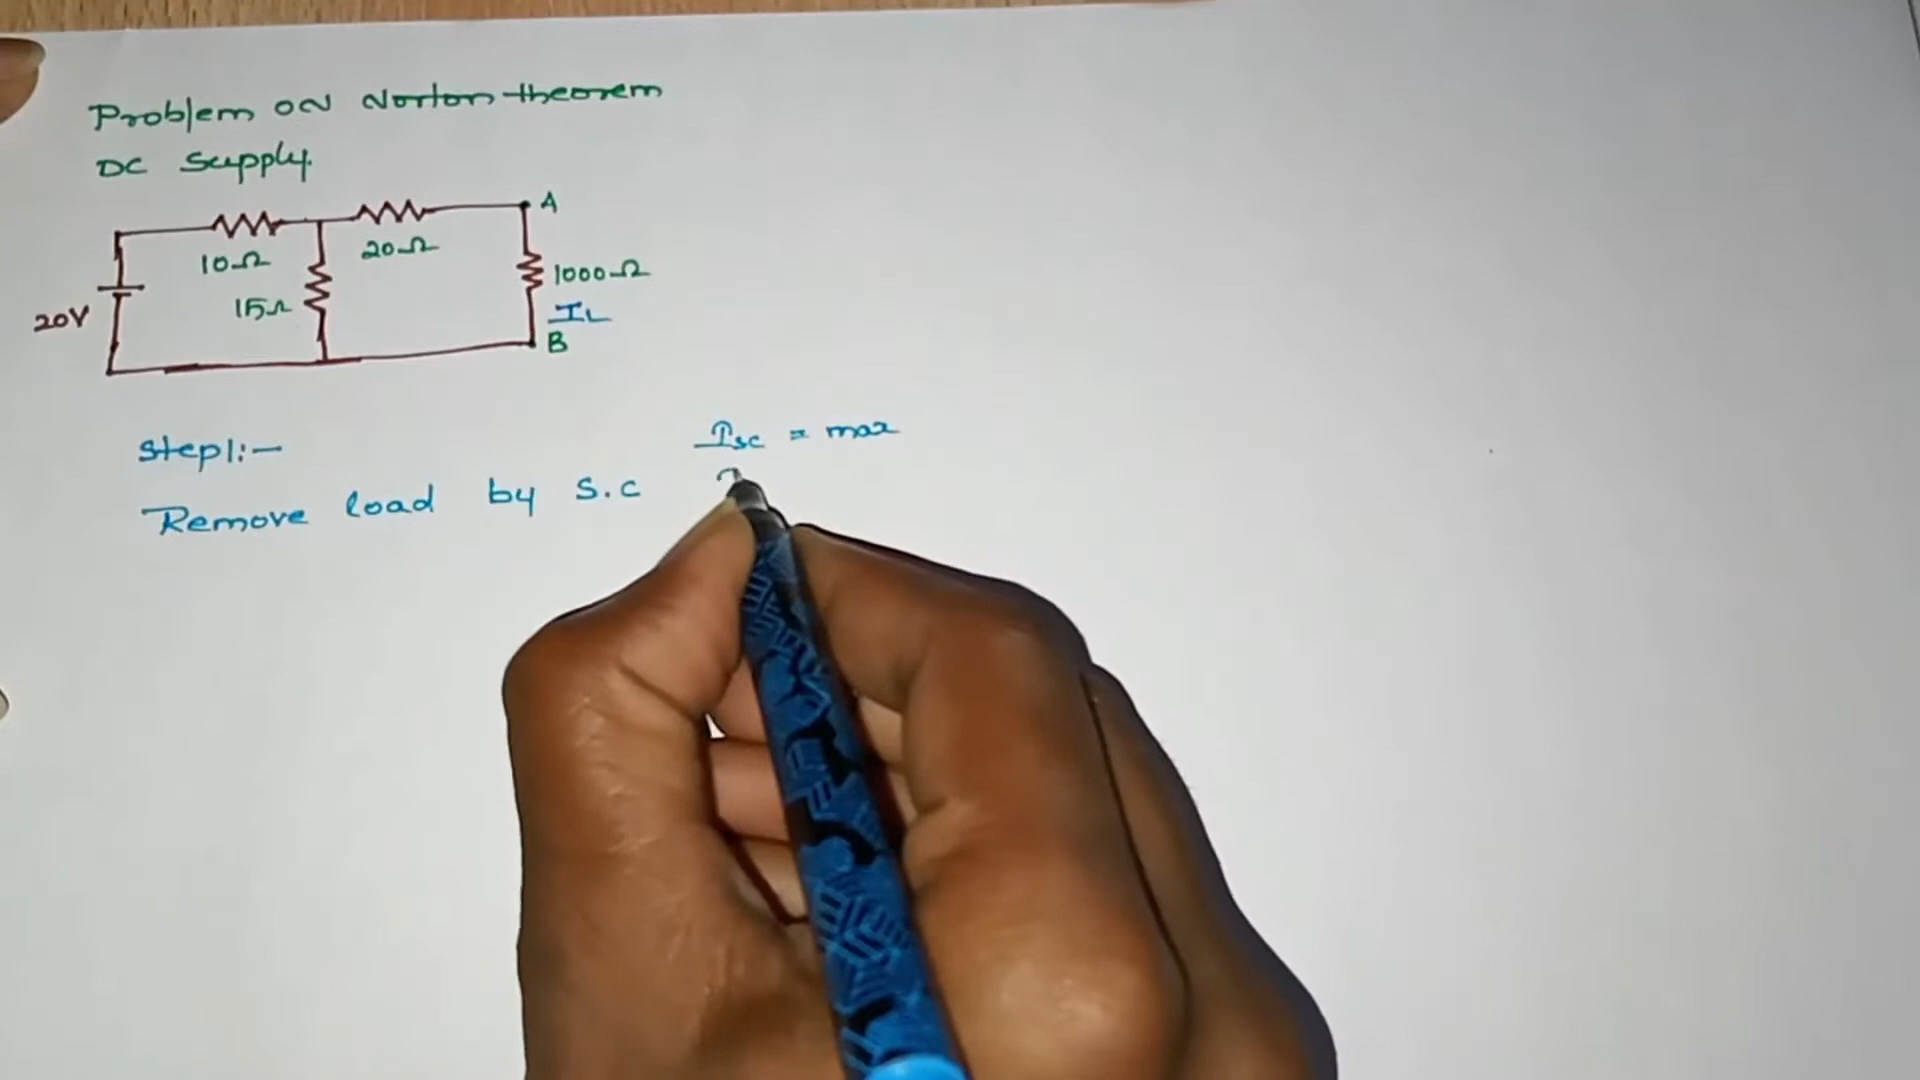 Problem on Norton theorem
DC Supply.
A
10Ω
20Ω
1000Ω
15Ω
20V
IL
B
Step1:-
Isc = max
Remove load by S.C